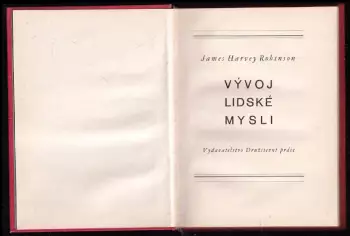 James Harvey Robinson
VÝVOJ
LIDSKÉ
MYSLI
Vydavatelství Družstevní práce